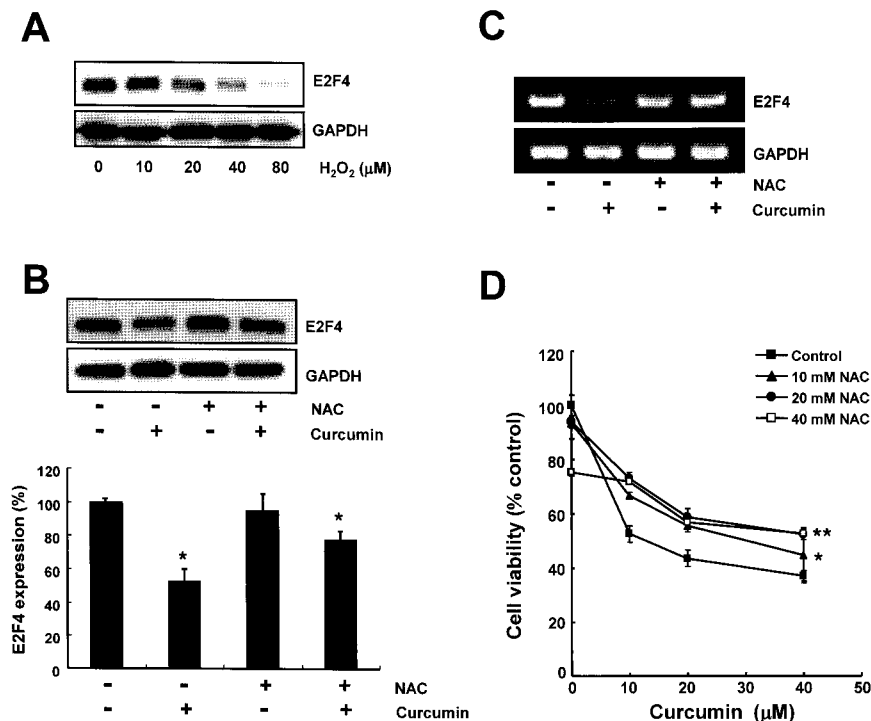 A
E2F4
GAPDH
0 10 20 40 80 H₂O₂ (μM)
B
E2F4
GAPDH
- - + + NAC
- + - + Curcumin
E2F4 expression (%)
120
100
80
60
40
20
0
*
*
- - + + NAC
- + - + Curcumin
C
E2F4
GAPDH
- - + + NAC
- + - + Curcumin
D
Cell viability (% control)
120
100
80
60
40
20
0
Control
10 mM NAC
20 mM NAC
40 mM NAC
**
*
0 10 20 30 40 50
Curcumin (μM)